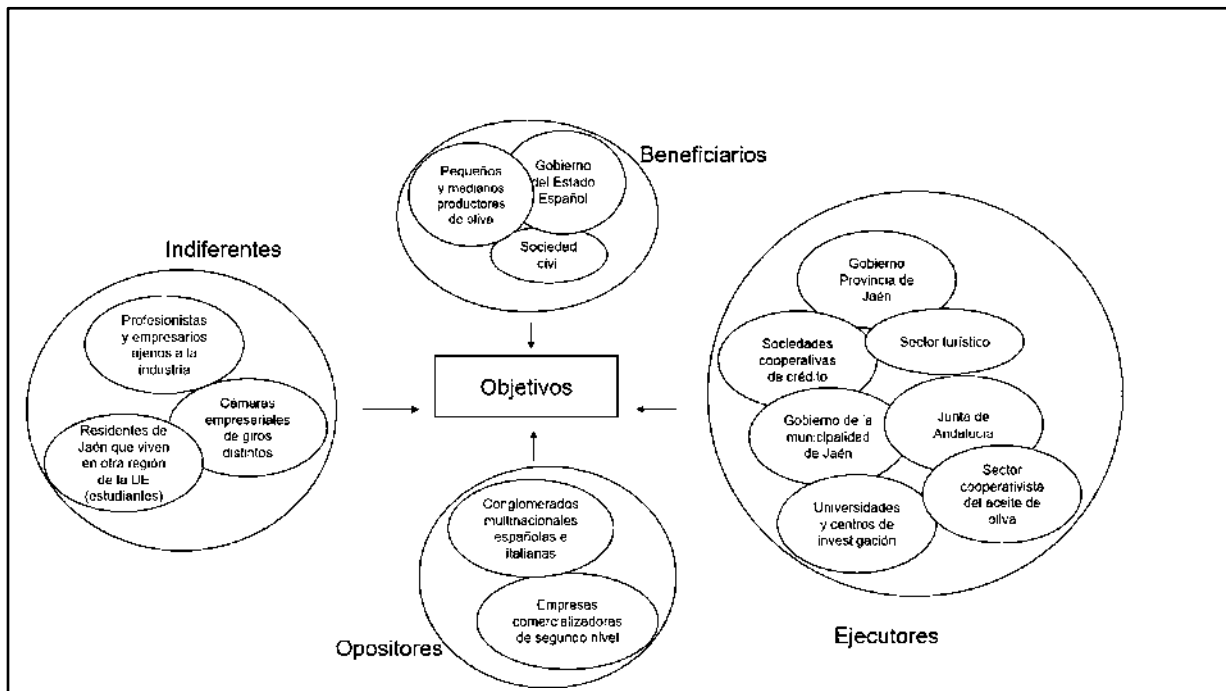 Beneficiarios
Pequeños
y medianos
productores
de oliva
Gobierno
del Estado
Español
Sociedad
civi
Indiferentes
Profesionistas
y empresarios
ajenos a la
industria
Cámaras
empresariales
de giros
distintos
Residentes de
Jaén que viven
en otra región
de la UE
(estudiantes)
Objetivos
Gobierno
Provincia de
Jaén
Sociedades
cooperativas
de crédito
Sector turístico
Gobierno de la
municipalidad
de Jaén
Junta de
Andalucia
Sector
cooperativista
del aceite de
oliva
Universidades
y centros de
investigación
Ejecutores
Conglomerados
multinacionales
españolas e
italianas
Empresas
comercializadoras
de segundo nivel
Opositores